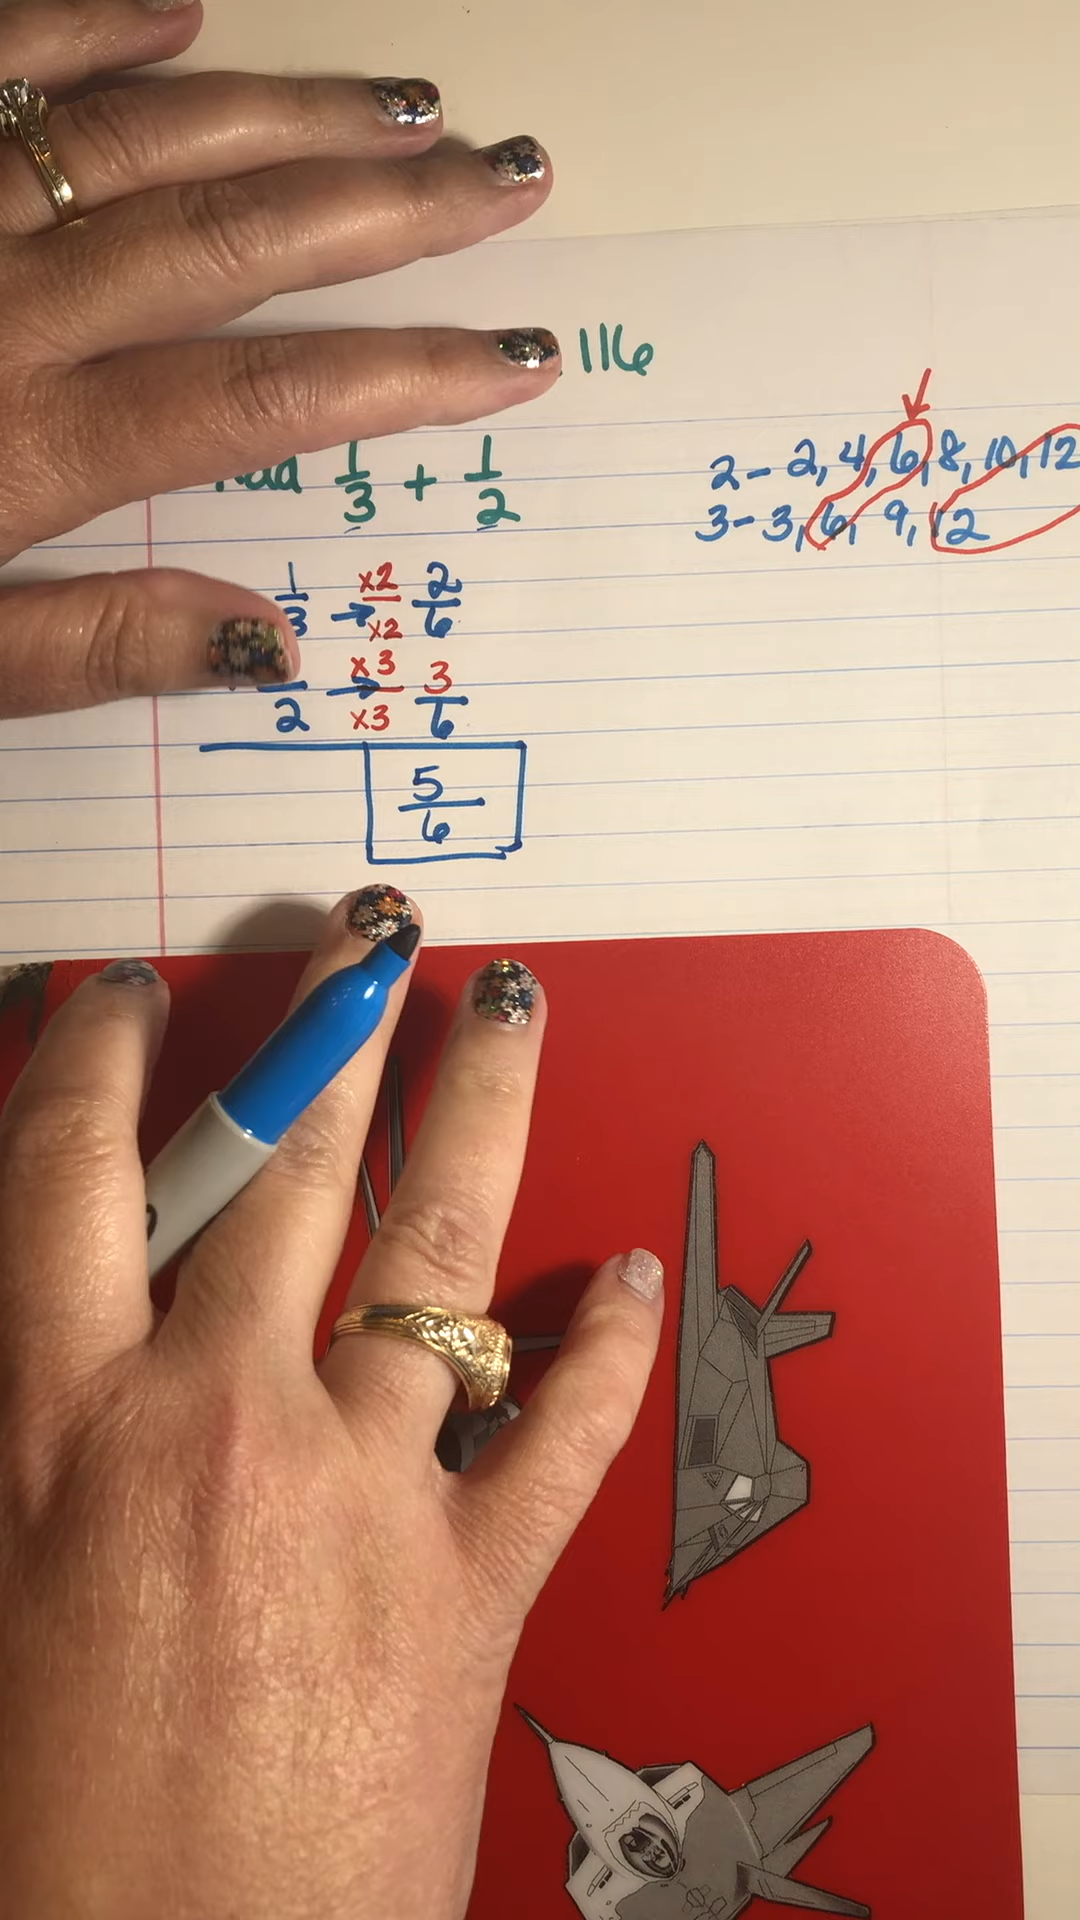 116
1/3 + 1/2
2 - 2, 4, 6, 8, 10, 12
3 - 3, 6, 9, 12
1/3 → x2/x2 2/6
2 → x3/x3 3/6
5/6